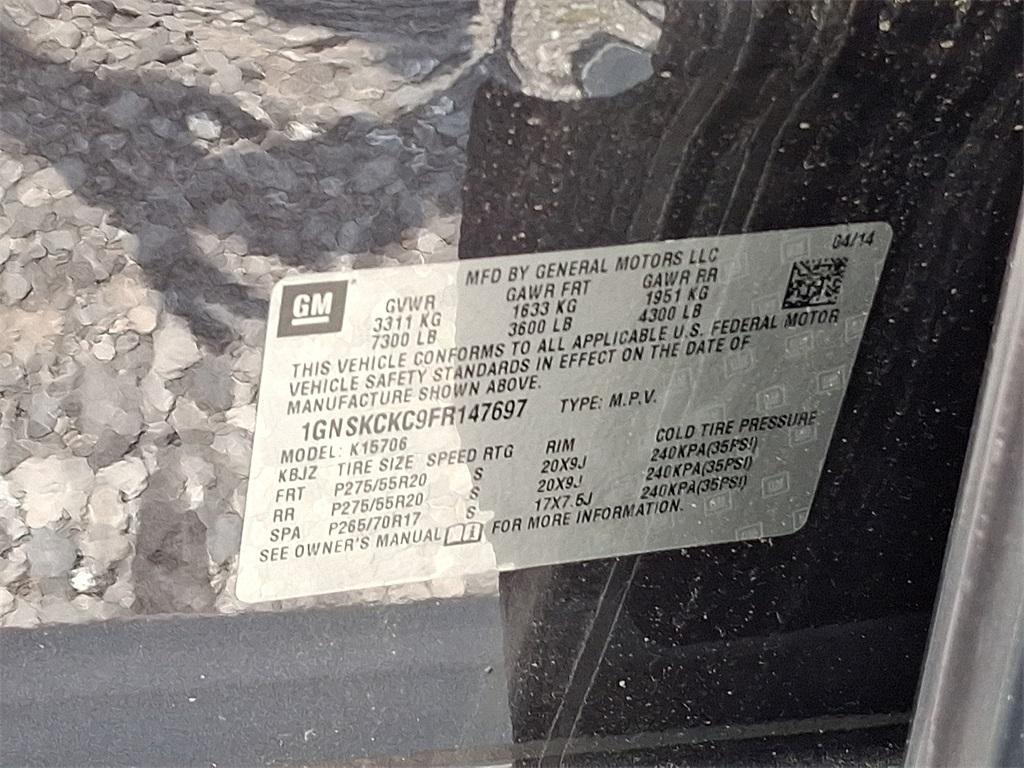 04/14
MFD BY GENERAL MOTORS LLC
GM
GVWR GAWR FRT GAWR RR
3311 KG 1633 KG 1951 KG
7300 LB 3600 LB 4300 LB
THIS VEHICLE CONFORMS TO ALL APPLICABLE U.S. FEDERAL MOTOR
VEHICLE SAFETY STANDARDS IN EFFECT ON THE DATE OF
MANUFACTURE SHOWN ABOVE.
1GNSKCKC9FR147697 TYPE: M.P.V.
MODEL: K15706
KBJZ TIRE SIZE SPEED RTG RIM COLD TIRE PRESSURE
FRT P275/55R20 S 20X9J 240KPA(35PSI)
RR P275/55R20 S 20X9J 240KPA(35PSI)
SPA P265/70R17 S 17X7.5J 240KPA(35PSI)
SEE OWNER'S MANUAL FOR MORE INFORMATION.